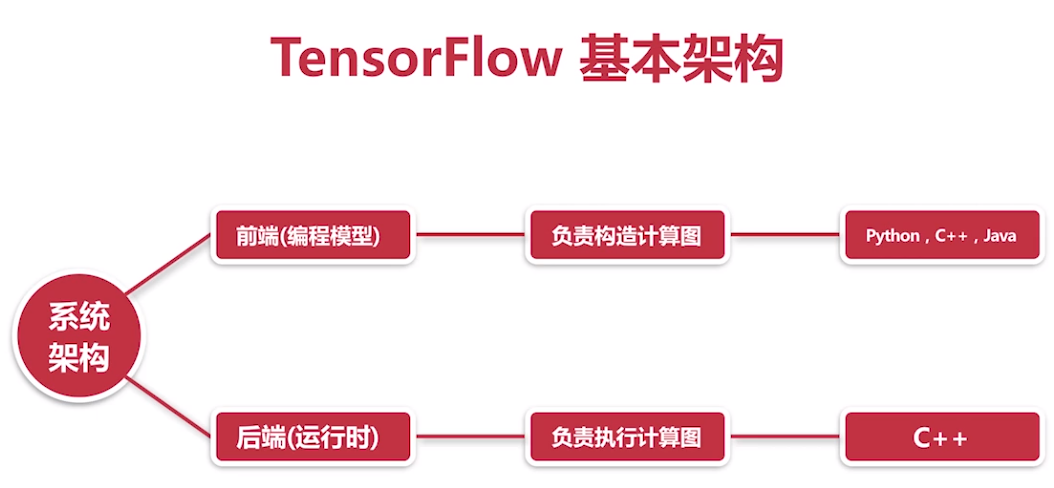 TensorFlow 基本架构
系统
架构
前端(编程模型)
负责构造计算图
Python，C++，Java
后端(运行时)
负责执行计算图
C++